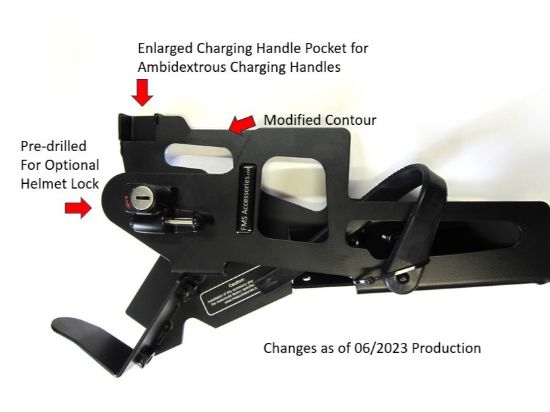 Enlarged Charging Handle Pocket for
Ambidextrous Charging Handles
Modified Contour
Pre-drilled
For Optional
Helmet Lock
FMS Accessories.com
Caution:
Changes as of 06/2023 Production